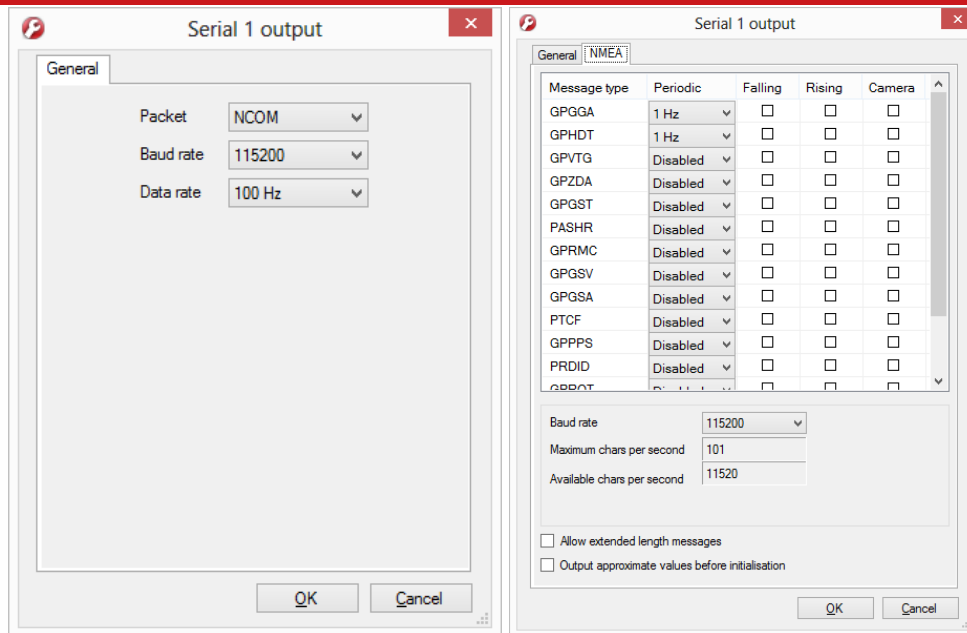 Serial 1 output
General
Packet NCOM
Baud rate 115200
Data rate 100 Hz
OK Cancel
Serial 1 output
General NMEA
Message type Periodic Falling Rising Camera
GPGGA 1 Hz
GPHDT 1 Hz
GPVTG Disabled
GPZDA Disabled
GPGST Disabled
PASHR Disabled
GPRMC Disabled
GPGSV Disabled
GPGSA Disabled
PTCF Disabled
GPPPS Disabled
PRDID Disabled
GPROT Disabled
Baud rate 115200
Maximum chars per second 101
Available chars per second 11520
Allow extended length messages
Output approximate values before initialisation
OK Cancel